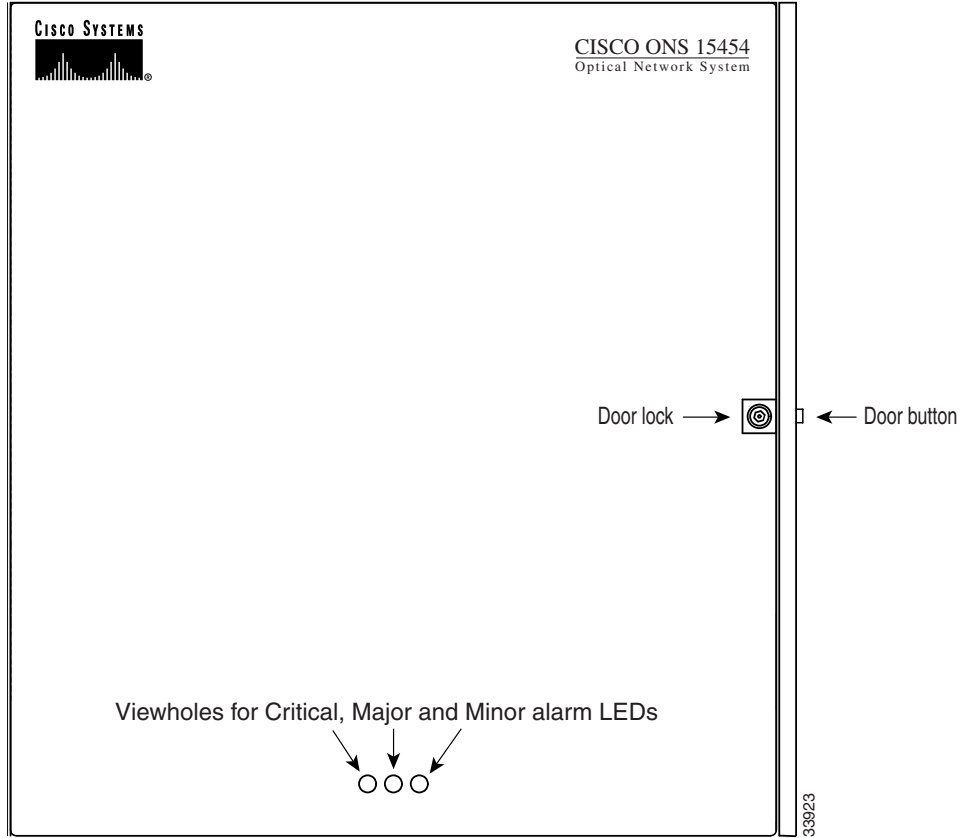 CISCO SYSTEMS
®
CISCO ONS 15454
Optical Network System
Door lock
Door button
Viewholes for Critical, Major and Minor alarm LEDs
33923